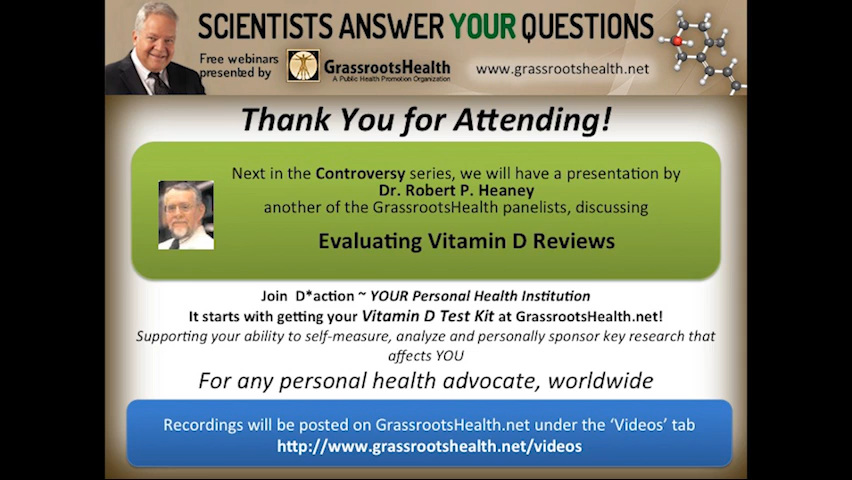 SCIENTISTS ANSWER YOUR QUESTIONS
Free webinars
presented by
GrassrootsHealth
A Public Health Promotion Organization
www.grassrootshealth.net
Thank You for Attending!
Next in the Controversy series, we will have a presentation by
Dr. Robert P. Heaney
another of the GrassrootsHealth panelists, discussing
Evaluating Vitamin D Reviews
Join D*action ~ YOUR Personal Health Institution
It starts with getting your Vitamin D Test Kit at GrassrootsHealth.net!
Supporting your ability to self-measure, analyze and personally sponsor key research that
affects YOU
For any personal health advocate, worldwide
Recordings will be posted on GrassrootsHealth.net under the ‘Videos’ tab
http://www.grassrootshealth.net/videos